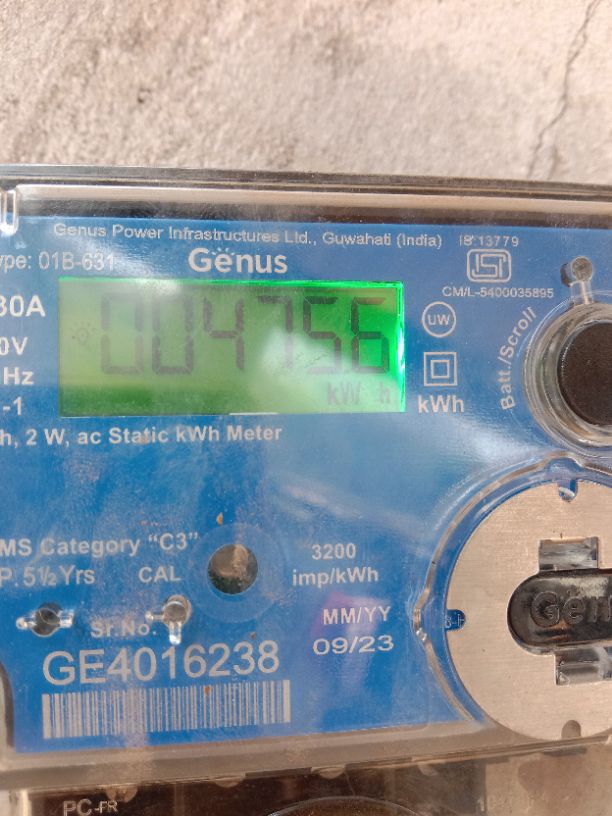 Genus Power Infrastructures Ltd., Guwahati (India) IS 13779
ype: 01B-631 Genus
CM/L-5400035895
30A
0V
Hz
-1
004756
kW h
UW
kWh
Batt./Scroll
h, 2 W, ac Static kWh Meter
MS Category “C3”
P. 5½ Yrs CAL
3200
imp/kWh
MM/YY
09/23
Sr.No.
GE4016238
Gen
PC-FR